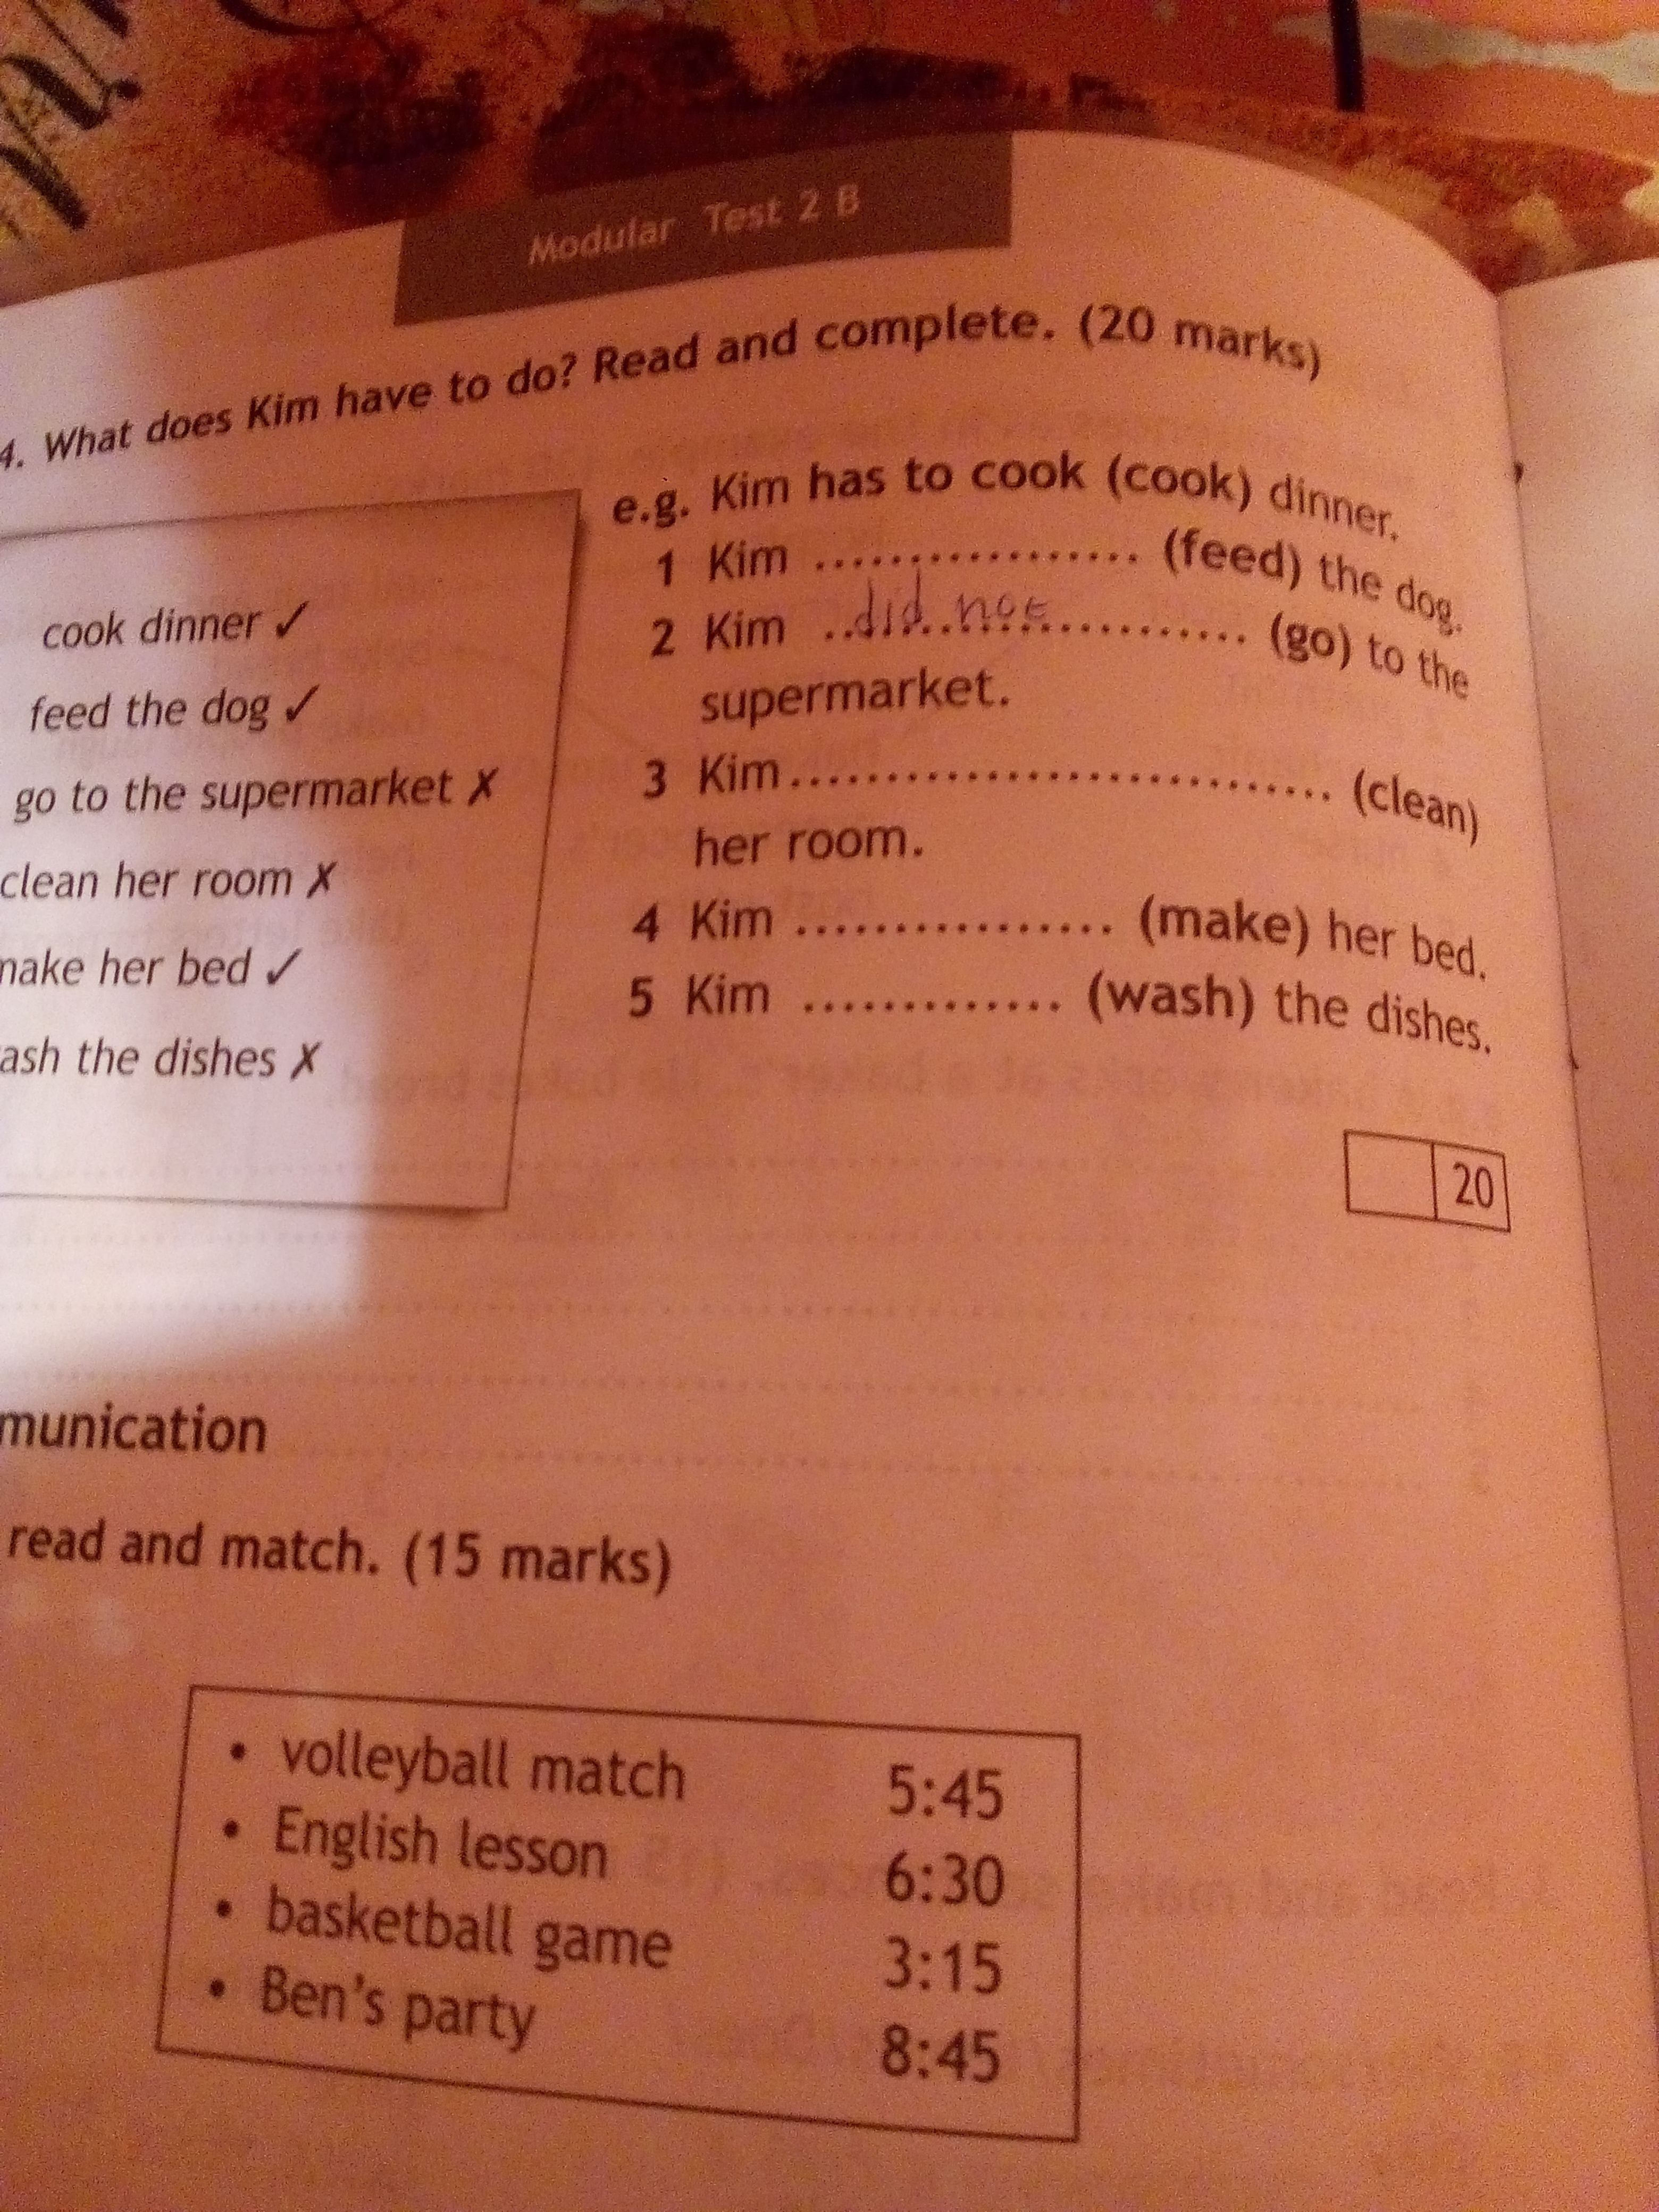 Modular Test 2 B
4. What does Kim have to do? Read and complete. (20 marks)
cook dinner ✓
feed the dog ✓
go to the supermarket ✗
clean her room ✗
make her bed ✓
ash the dishes ✗
e.g. Kim has to cook (cook) dinner.
1 Kim .................. (feed) the dog.
2 Kim ..did not............... (go) to the
supermarket.
3 Kim.............................. (clean)
her room.
4 Kim .................. (make) her bed.
5 Kim .............. (wash) the dishes.
20
munication
read and match. (15 marks)
• volleyball match 5:45
• English lesson 6:30
• basketball game 3:15
• Ben's party 8:45